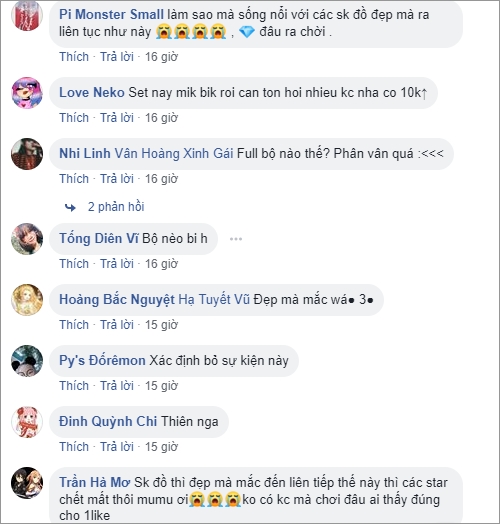 Pi Monster Small làm sao mà sống nổi với các sk đồ đẹp mà ra
liên tục như này 😭😭😭😭 , 💎 đâu ra chời .
Thích · Trả lời · 16 giờ
Love Neko Set nay mik bik roi can ton hoi nhieu kc nha co 10k↑
Thích · Trả lời · 16 giờ
Nhi Linh Vân Hoàng Xinh Gái Full bộ nào thế? Phân vân quá :<<<
Thích · Trả lời · 16 giờ
2 phản hồi
Tống Diên Vĩ Bộ nèo bi h
Thích · Trả lời · 16 giờ
Hoàng Bắc Nguyệt Hạ Tuyết Vũ Đẹp mà mắc wá● 3●
Thích · Trả lời · 15 giờ
Py's Đốrêmon Xác định bỏ sự kiện này
Thích · Trả lời · 15 giờ
Đinh Quỳnh Chi Thiên nga
Thích · Trả lời · 15 giờ
Trần Hà Mơ Sk đồ thì đẹp mà mắc đến liên tiếp thế này thì các star
chết mất thôi mumu ơi😭😭😭ko có kc mà chơi đâu ai thấy đúng
cho 1like